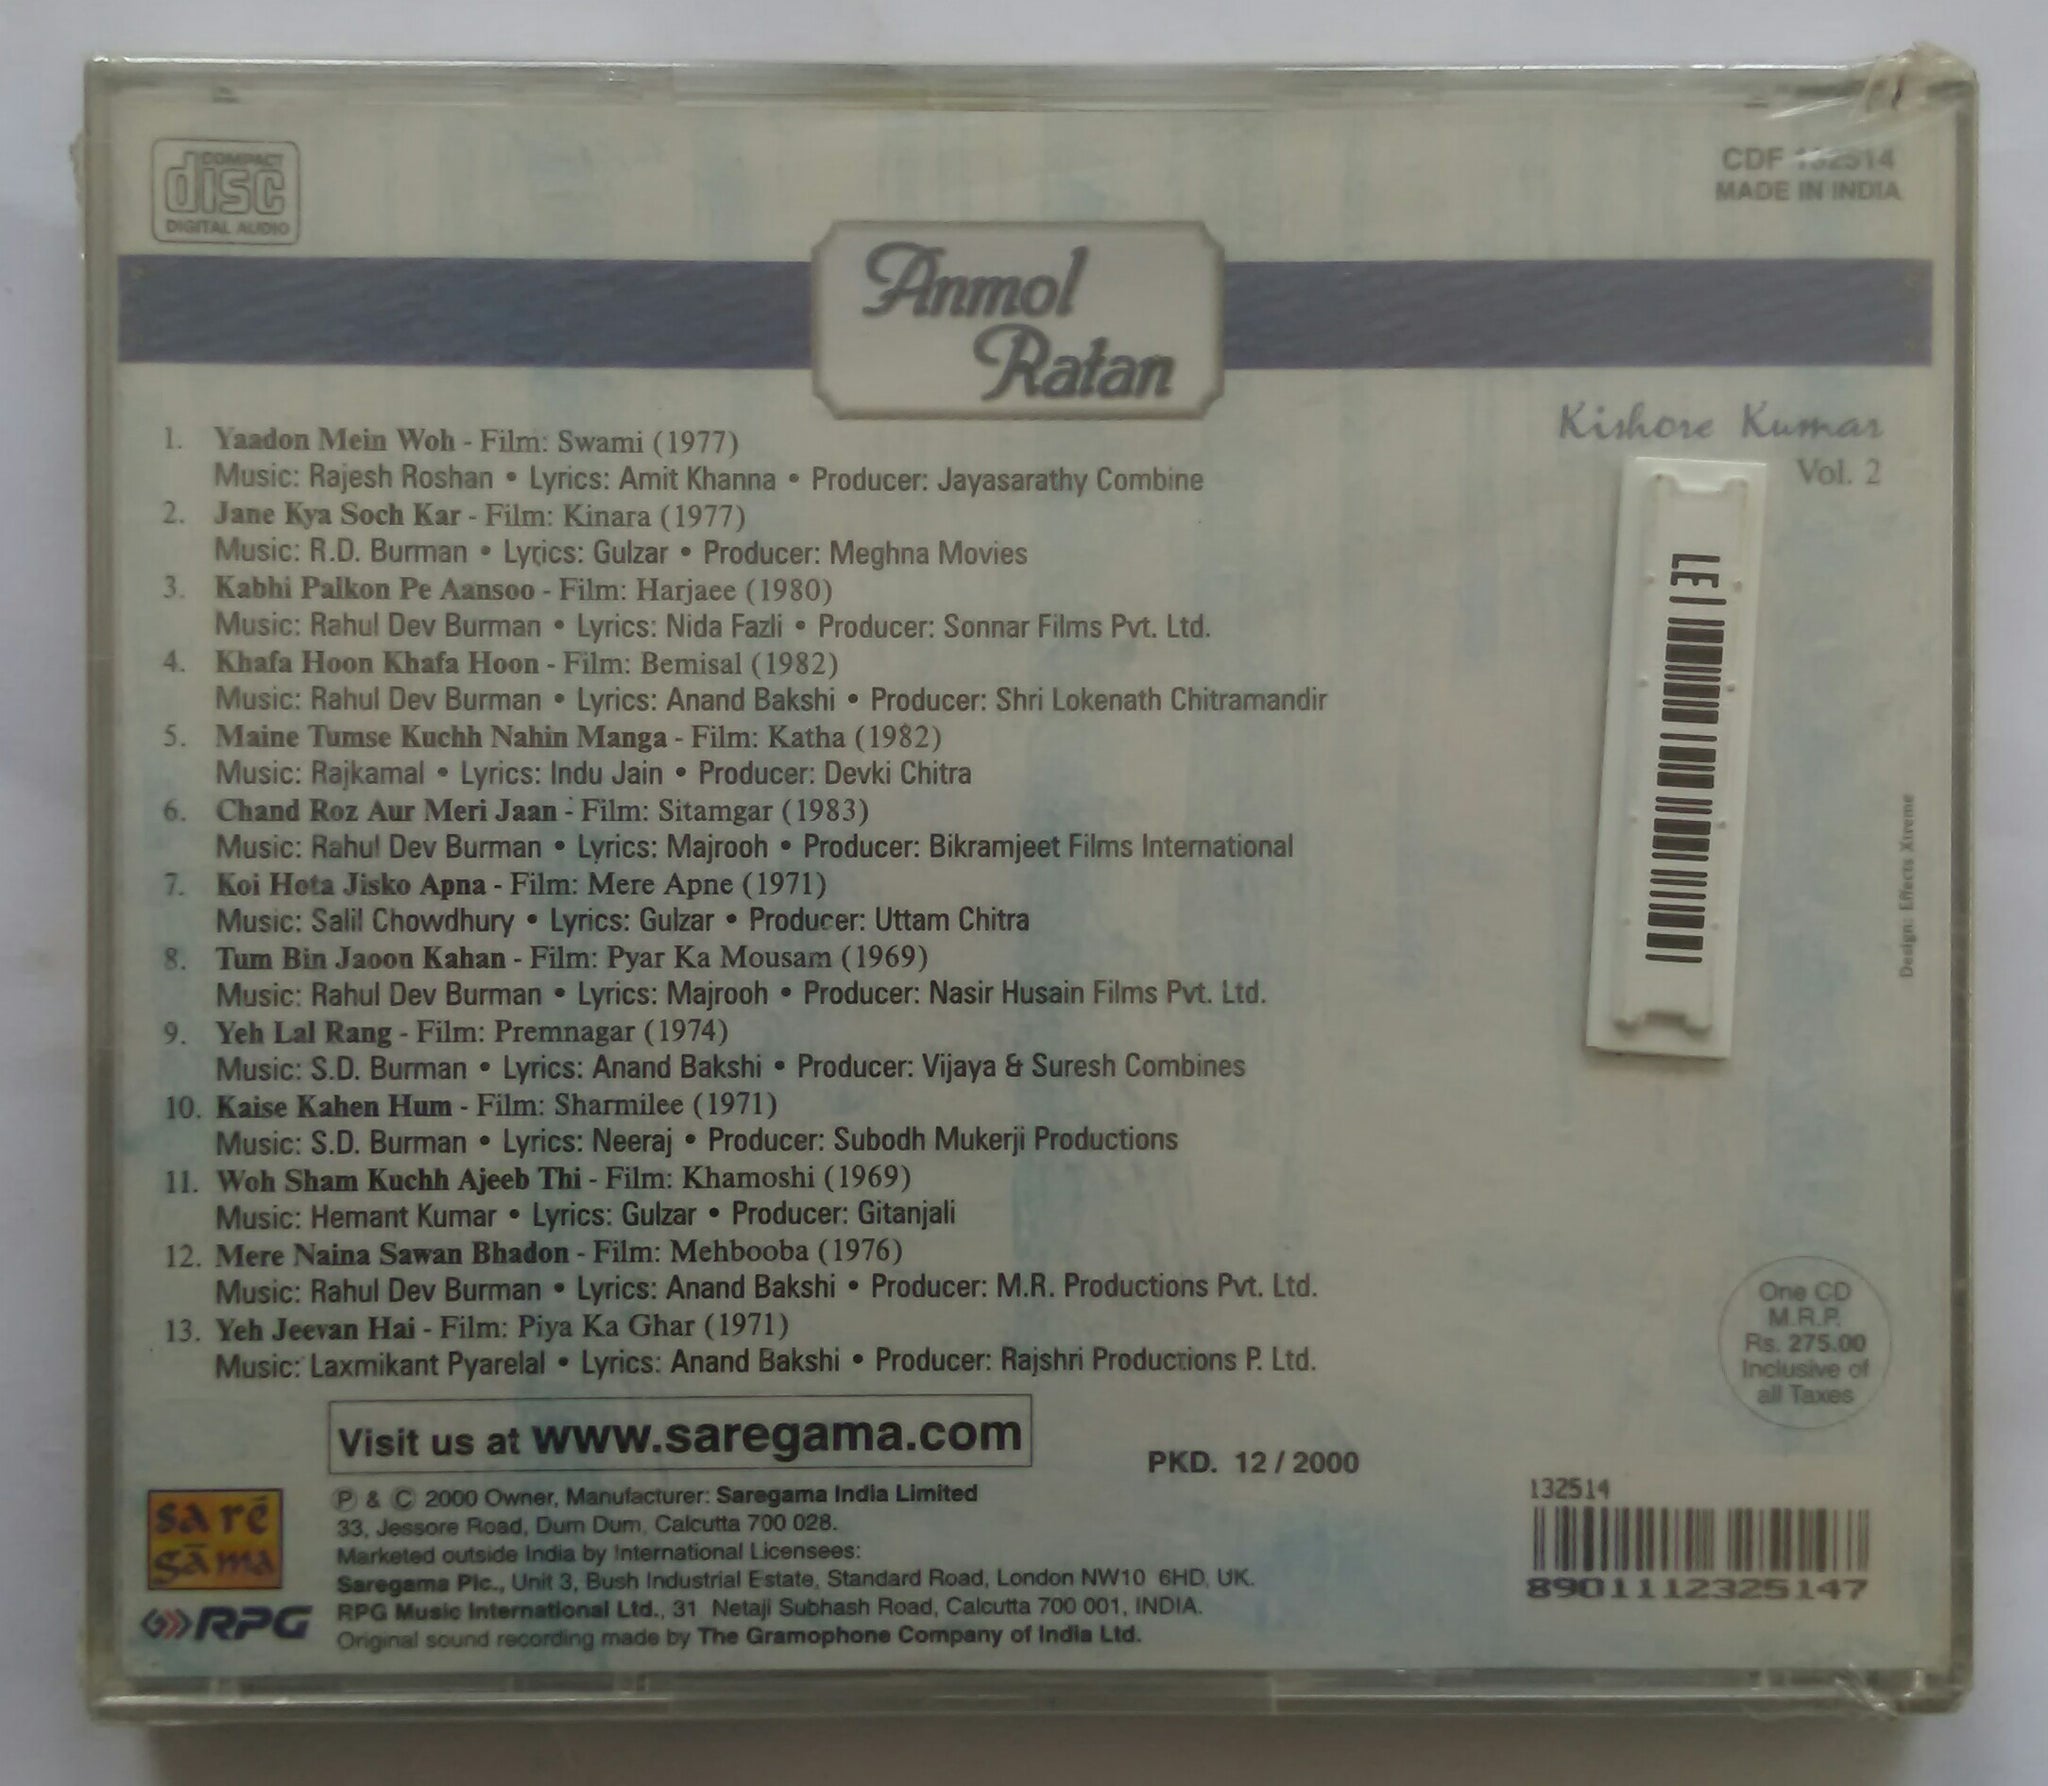 COMPACT
disc
DIGITAL AUDIO
CDF 132514
MADE IN INDIA
Anmol
Ratan
Kishore Kumar
Vol. 2
1. Yaadon Mein Woh - Film: Swami (1977)
Music: Rajesh Roshan • Lyrics: Amit Khanna • Producer: Jayasarathy Combine
2. Jane Kya Soch Kar - Film: Kinara (1977)
Music: R.D. Burman • Lyrics: Gulzar • Producer: Meghna Movies
3. Kabhi Palkon Pe Aansoo - Film: Harjaee (1980)
Music: Rahul Dev Burman • Lyrics: Nida Fazli • Producer: Sonnar Films Pvt. Ltd.
4. Khafa Hoon Khafa Hoon - Film: Bemisal (1982)
Music: Rahul Dev Burman • Lyrics: Anand Bakshi • Producer: Shri Lokenath Chitramandir
5. Maine Tumse Kuchh Nahin Manga - Film: Katha (1982)
Music: Rajkamal • Lyrics: Indu Jain • Producer: Devki Chitra
6. Chand Roz Aur Meri Jaan - Film: Sitamgar (1983)
Music: Rahul Dev Burman • Lyrics: Majrooh • Producer: Bikramjeet Films International
7. Koi Hota Jisko Apna - Film: Mere Apne (1971)
Music: Salil Chowdhury • Lyrics: Gulzar • Producer: Uttam Chitra
8. Tum Bin Jaoon Kahan - Film: Pyar Ka Mousam (1969)
Music: Rahul Dev Burman • Lyrics: Majrooh • Producer: Nasir Husain Films Pvt. Ltd.
9. Yeh Lal Rang - Film: Premnagar (1974)
Music: S.D. Burman • Lyrics: Anand Bakshi • Producer: Vijaya & Suresh Combines
10. Kaise Kahen Hum - Film: Sharmilee (1971)
Music: S.D. Burman • Lyrics: Neeraj • Producer: Subodh Mukerji Productions
11. Woh Sham Kuchh Ajeeb Thi - Film: Khamoshi (1969)
Music: Hemant Kumar • Lyrics: Gulzar • Producer: Gitanjali
12. Mere Naina Sawan Bhadon - Film: Mehbooba (1976)
Music: Rahul Dev Burman • Lyrics: Anand Bakshi • Producer: M.R. Productions Pvt. Ltd.
13. Yeh Jeevan Hai - Film: Piya Ka Ghar (1971)
Music: Laxmikant Pyarelal • Lyrics: Anand Bakshi • Producer: Rajshri Productions P. Ltd.
LE
Design: Effects Xtreme
One CD
M.R.P.
Rs. 275.00
Inclusive of
all Taxes
Visit us at www.saregama.com
PKD. 12 / 2000
sa rē
gāma
RPG
Ⓟ & © 2000 Owner, Manufacturer: Saregama India Limited
33, Jessore Road, Dum Dum, Calcutta 700 028.
Marketed outside India by International Licensees:
Saregama Plc., Unit 3, Bush Industrial Estate, Standard Road, London NW10 6HD, UK.
RPG Music International Ltd., 31 Netaji Subhash Road, Calcutta 700 001, INDIA.
Original sound recording made by The Gramophone Company of India Ltd.
132514
8901112325147